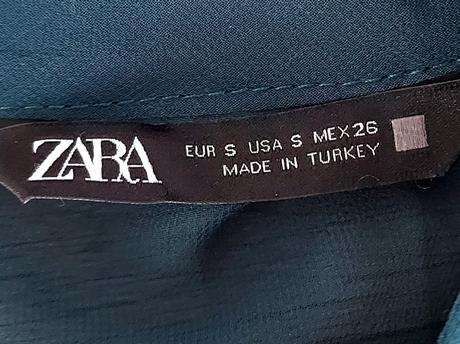 ZARA
EUR S USA S MEX 26
MADE IN TURKEY